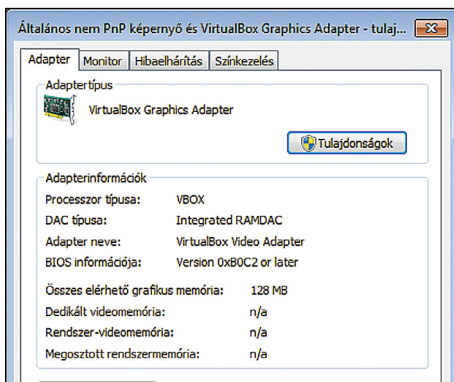 Általános nem PnP képernyő és VirtualBox Graphics Adapter - tulaj...
Adapter Monitor Hibaelhárítás Színkezelés
Adaptertípus
VirtualBox Graphics Adapter
Tulajdonságok
Adapterinformációk
Processzor típusa: VBOX
DAC típusa: Integrated RAMDAC
Adapter neve: VirtualBox Video Adapter
BIOS információja: Version 0xB0C2 or later
Összes elérhető grafikus memória: 128 MB
Dedikált videomemória: n/a
Rendszer-videomemória: n/a
Megosztott rendszermemória: n/a